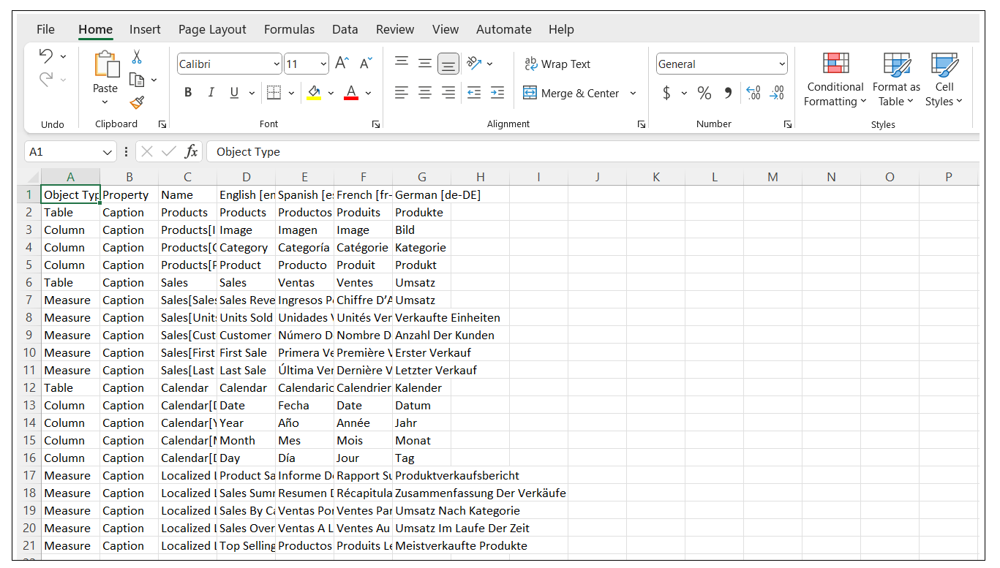 File Home Insert Page Layout Formulas Data Review View Automate Help
Calibri 11 A A Wrap Text General
Paste B I U A Merge & Center $ % Conditional Formatting Format as Table Cell Styles
Undo Clipboard Font Alignment Number Styles
A1 fx Object Type
A B C D E F G H I J K L M N O P
1 Object Typ Property Name English [en Spanish [es French [fr- German [de-DE]
2 Table Caption Products Products Productos Produits Produkte
3 Column Caption Products[I Image Imagen Image Bild
4 Column Caption Products[C Category Categoría Catégorie Kategorie
5 Column Caption Products[P Product Producto Produit Produkt
6 Table Caption Sales Sales Ventas Ventes Umsatz
7 Measure Caption Sales[Sales Sales Reve Ingresos Po Chiffre D’A Umsatz
8 Measure Caption Sales[Units Units Sold Unidades V Unités Ven Verkaufte Einheiten
9 Measure Caption Sales[Cust Customer Número D Nombre D Anzahl Der Kunden
10 Measure Caption Sales[First First Sale Primera Ve Première V Erster Verkauf
11 Measure Caption Sales[Last Last Sale Última Ven Dernière V Letzter Verkauf
12 Table Caption Calendar Calendar Calendario Calendrier Kalender
13 Column Caption Calendar[D Date Fecha Date Datum
14 Column Caption Calendar[Y Year Año Année Jahr
15 Column Caption Calendar[M Month Mes Mois Monat
16 Column Caption Calendar[D Day Día Jour Tag
17 Measure Caption Localized L Product Sa Informe De Rapport Su Produktverkaufsbericht
18 Measure Caption Localized L Sales Summ Resumen D Récapitula Zusammenfassung Der Verkäufe
19 Measure Caption Localized L Sales By Ca Ventas Por Ventes Par Umsatz Nach Kategorie
20 Measure Caption Localized L Sales Over Ventas A L Ventes Au Umsatz Im Laufe Der Zeit
21 Measure Caption Localized L Top Selling Productos Produits Le Meistverkaufte Produkte